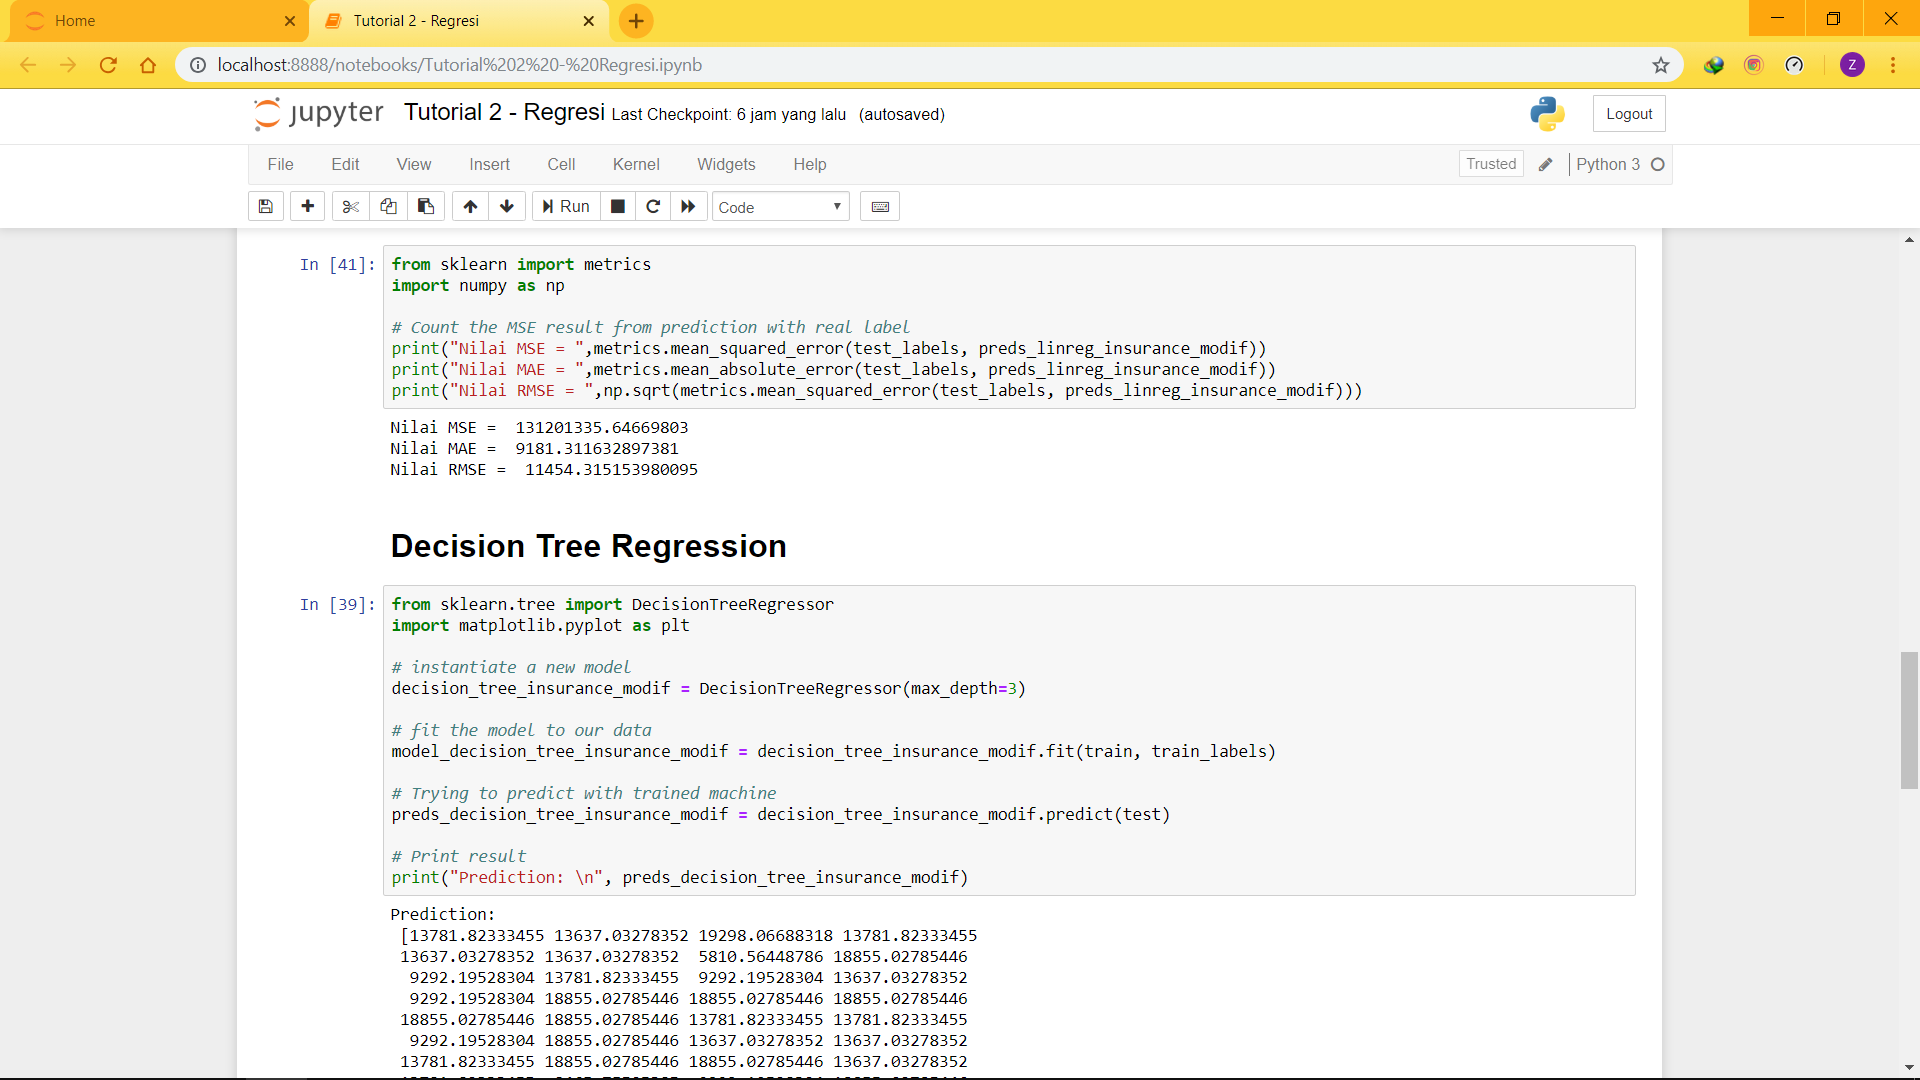 Home
Tutorial 2 - Regresi
localhost:8888/notebooks/Tutorial%202%20-%20Regresi.ipynb
Z
jupyter Tutorial 2 - Regresi Last Checkpoint: 6 jam yang lalu (autosaved)
Logout
File Edit View Insert Cell Kernel Widgets Help
Trusted
Python 3
Run
Code
In [41]:
from sklearn import metrics
import numpy as np
# Count the MSE result from prediction with real label
print("Nilai MSE = ",metrics.mean_squared_error(test_labels, preds_linreg_insurance_modif))
print("Nilai MAE = ",metrics.mean_absolute_error(test_labels, preds_linreg_insurance_modif))
print("Nilai RMSE = ",np.sqrt(metrics.mean_squared_error(test_labels, preds_linreg_insurance_modif)))
Nilai MSE =  131201335.64669803
Nilai MAE =  9181.311632897381
Nilai RMSE =  11454.315153980095
Decision Tree Regression
In [39]:
from sklearn.tree import DecisionTreeRegressor
import matplotlib.pyplot as plt
# instantiate a new model
decision_tree_insurance_modif = DecisionTreeRegressor(max_depth=3)
# fit the model to our data
model_decision_tree_insurance_modif = decision_tree_insurance_modif.fit(train, train_labels)
# Trying to predict with trained machine
preds_decision_tree_insurance_modif = decision_tree_insurance_modif.predict(test)
# Print result
print("Prediction: \n", preds_decision_tree_insurance_modif)
Prediction:
[13781.82333455 13637.03278352 19298.06688318 13781.82333455
13637.03278352 13637.03278352  5810.56448786 18855.02785446
9292.19528304 13781.82333455  9292.19528304 13637.03278352
9292.19528304 18855.02785446 18855.02785446 18855.02785446
18855.02785446 18855.02785446 13781.82333455 13781.82333455
9292.19528304 18855.02785446 13637.03278352 13637.03278352
13781.82333455 18855.02785446 18855.02785446 13637.03278352